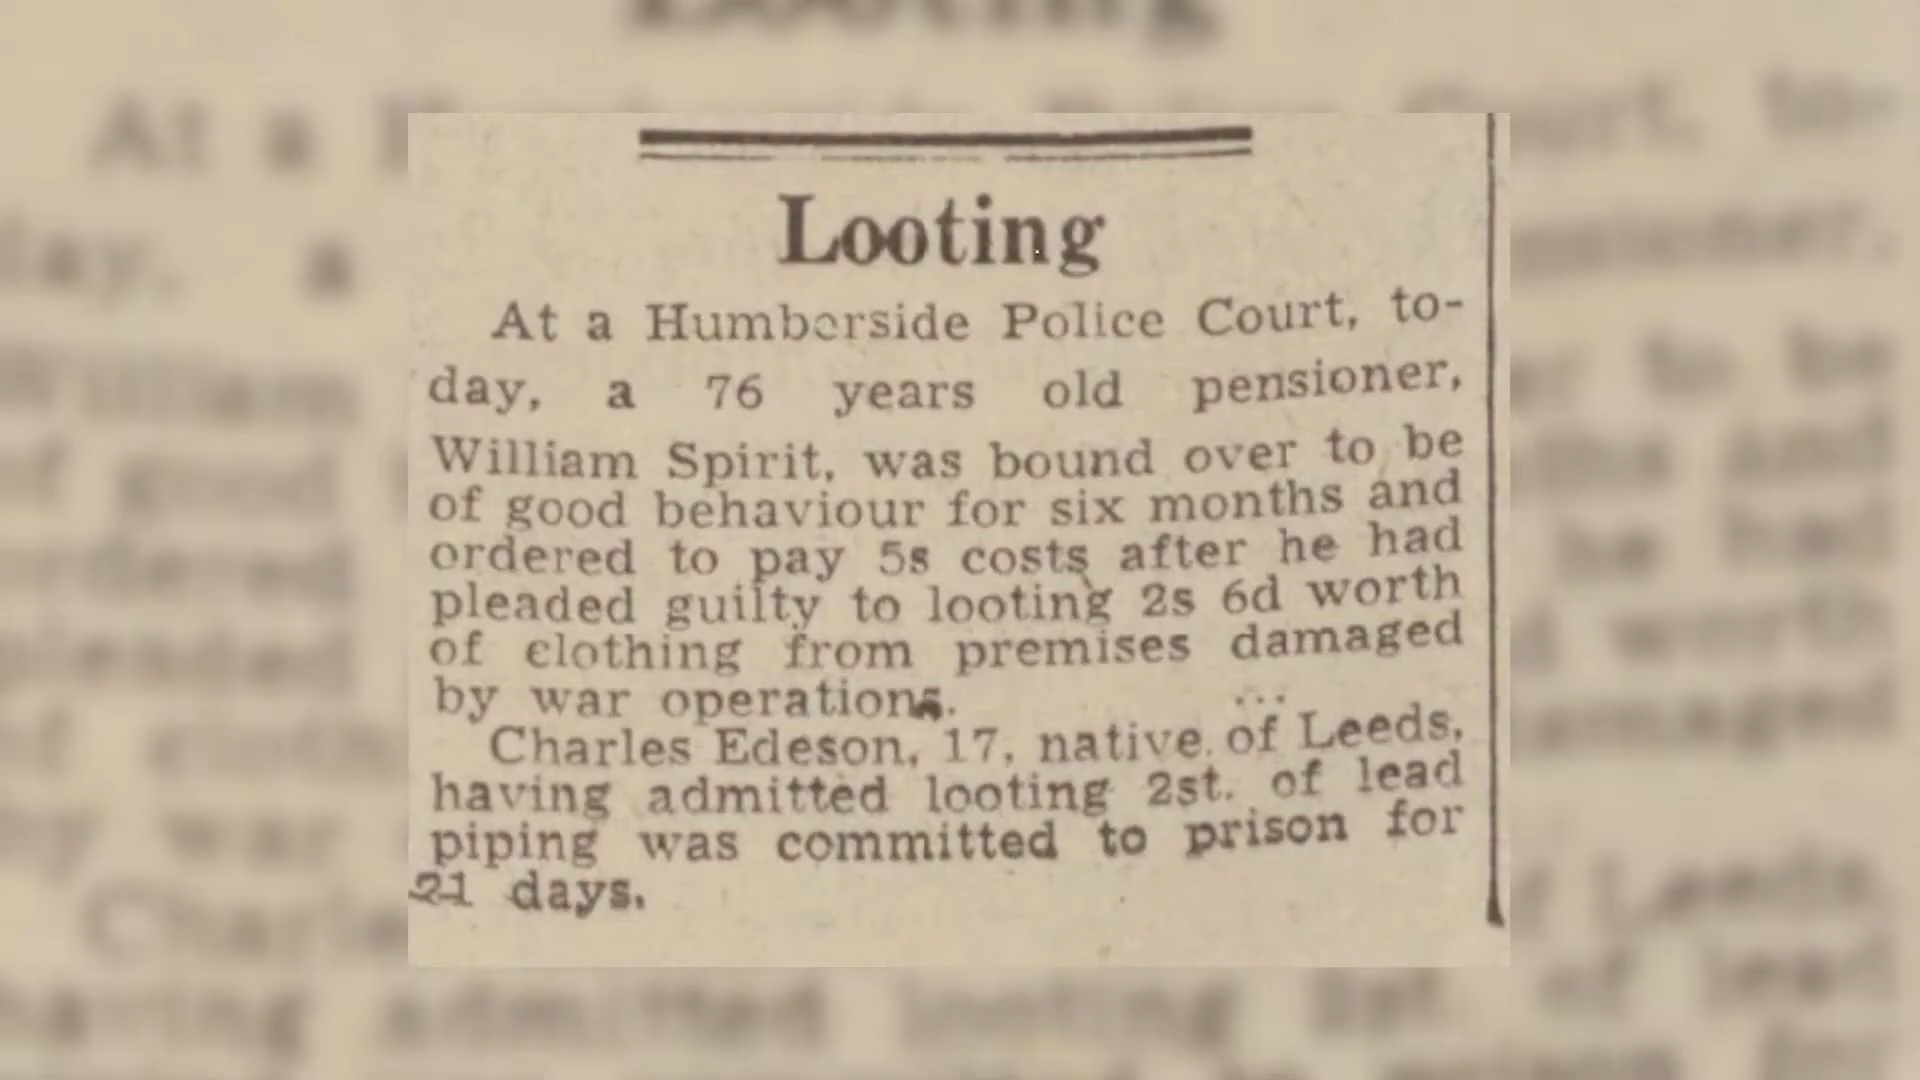 Looting
At a Humberside Police Court, to-
day, a 76 years old pensioner,
William Spirit, was bound over to be
of good behaviour for six months and
ordered to pay 5s costs after he had
pleaded guilty to looting 2s 6d worth
of clothing from premises damaged
by war operations.
Charles Edeson, 17, native of Leeds,
having admitted looting 2st. of lead
piping was committed to prison for
21 days.